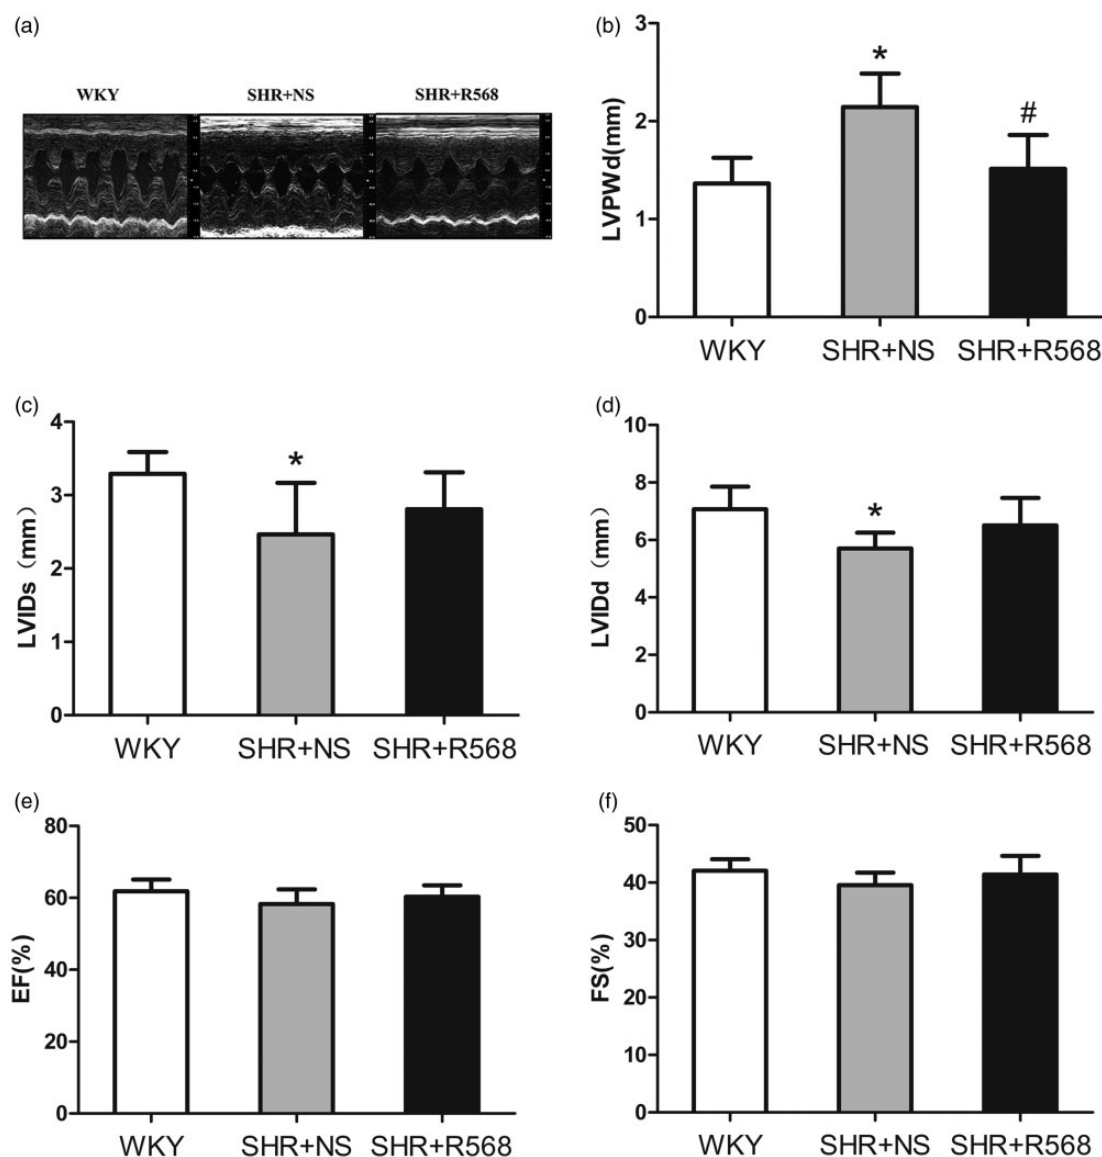 (a)
WKY SHR+NS SHR+R568
(b)
LVPWd(mm)
3
2
1
0
*
#
WKY SHR+NS SHR+R568
(c)
LVIDs（mm）
4
3
2
1
0
*
WKY SHR+NS SHR+R568
(d)
LVIDd（mm）
10
8
6
4
2
0
*
WKY SHR+NS SHR+R568
(e)
EF(%)
80
60
40
20
0
WKY SHR+NS SHR+R568
(f)
FS(%)
50
40
30
20
10
0
WKY SHR+NS SHR+R568